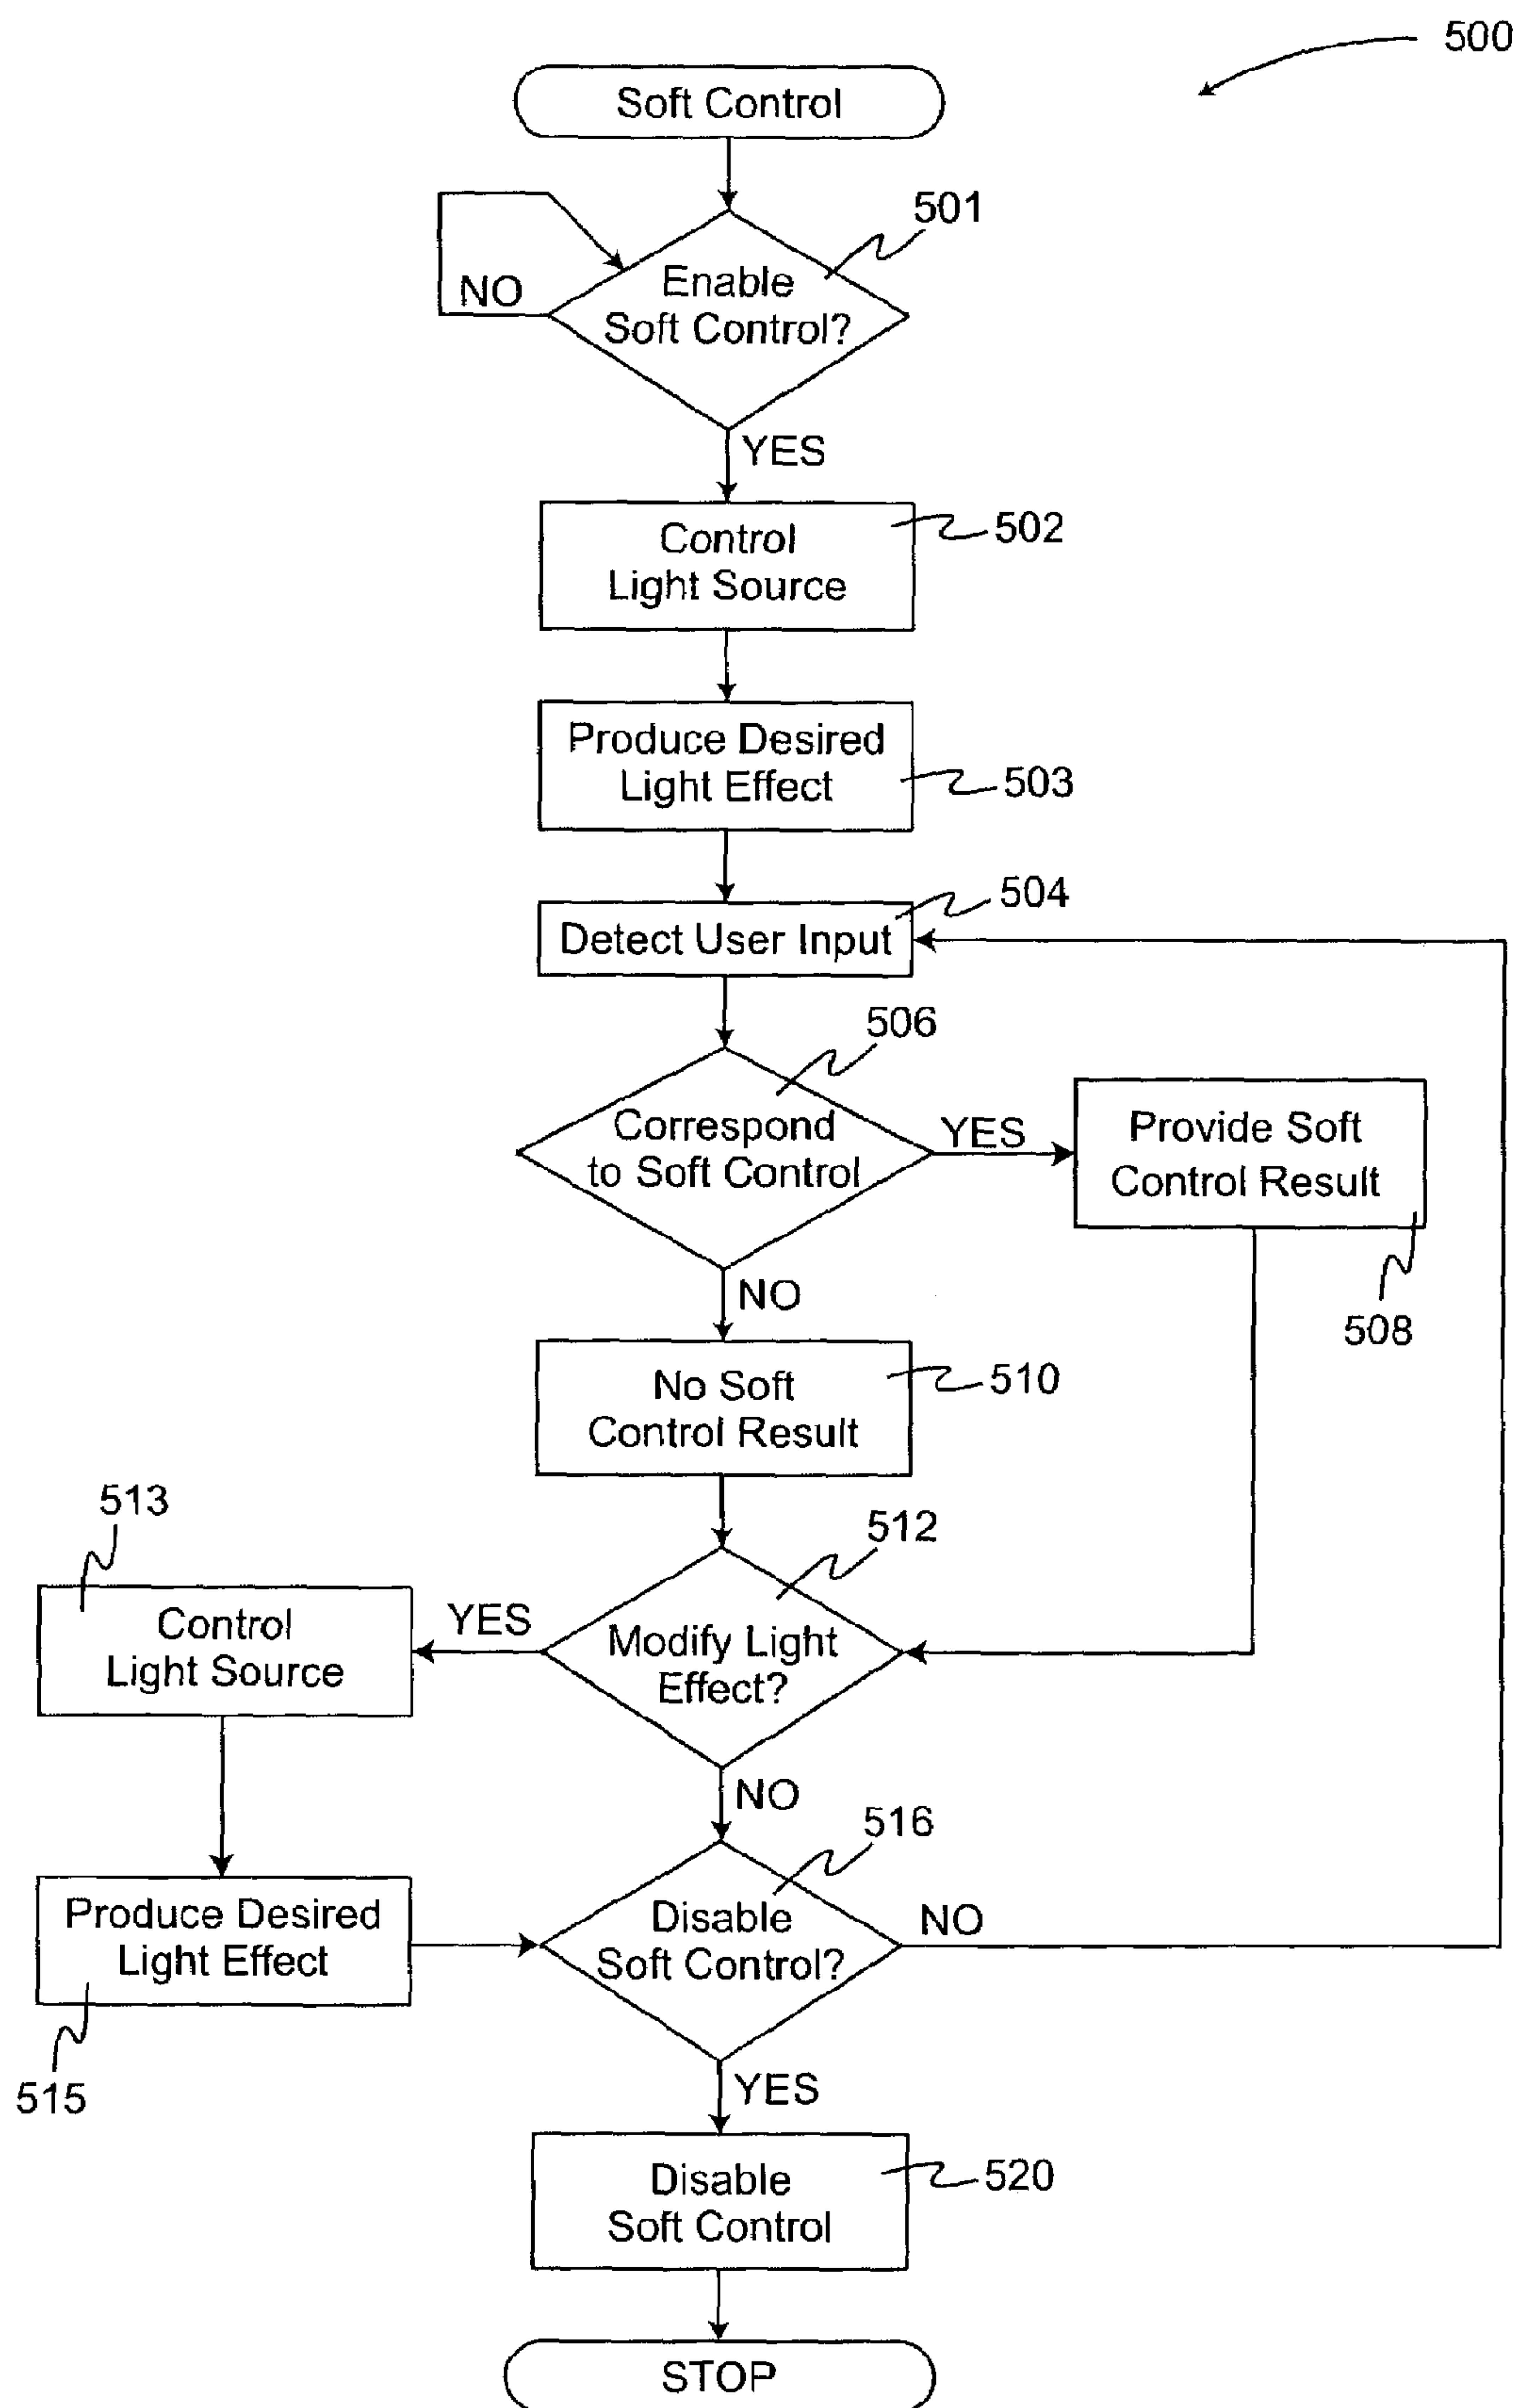 500
Soft Control
501
Enable
Soft Control?
NO
YES
Control
Light Source
502
Produce Desired
Light Effect
503
504
Detect User Input
506
Correspond
to Soft Control
YES
Provide Soft
Control Result
508
NO
No Soft
Control Result
510
512
Modify Light
Effect?
YES
513
Control
Light Source
NO
516
Disable
Soft Control?
NO
Produce Desired
Light Effect
515
YES
Disable
Soft Control
520
STOP